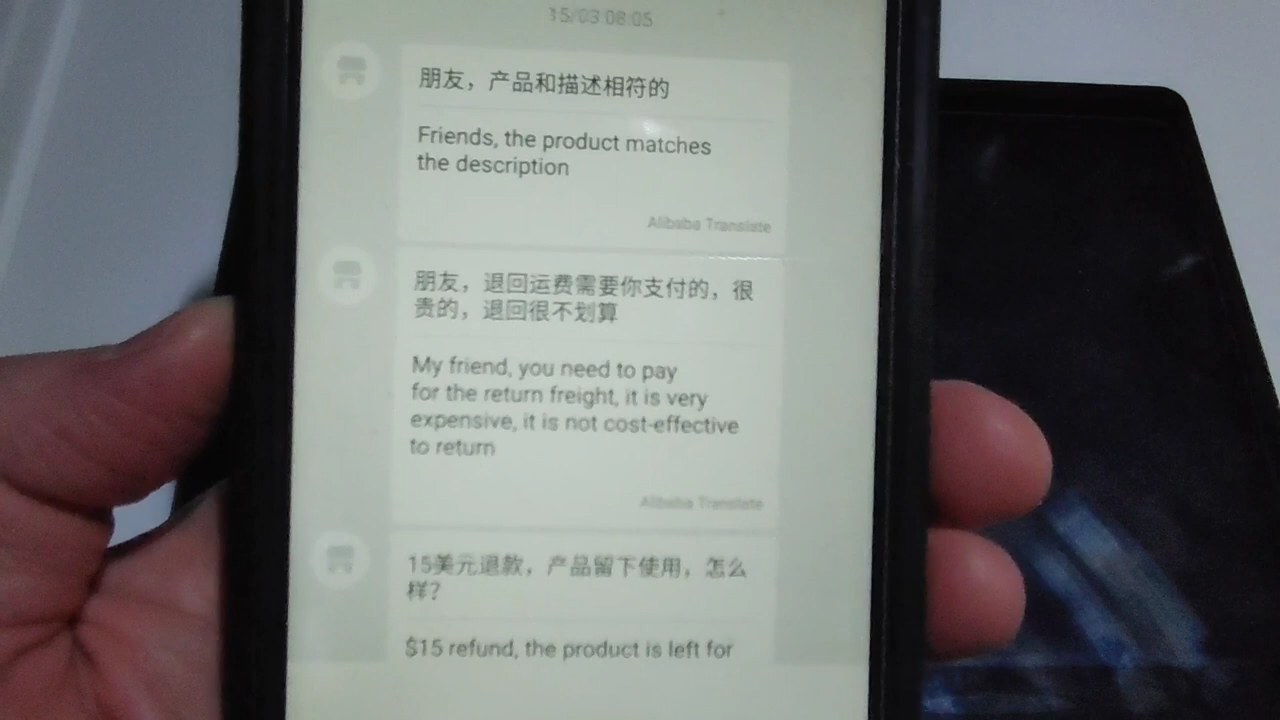 15/03 08:05
朋友，产品和描述相符的
Friends, the product matches
the description
Alibaba Translate
朋友，退回运费需要你支付的，很
贵的，退回很不划算
My friend, you need to pay
for the return freight, it is very
expensive, it is not cost-effective
to return
Alibaba Translate
15美元退款，产品留下使用，怎么
样？
$15 refund, the product is left for